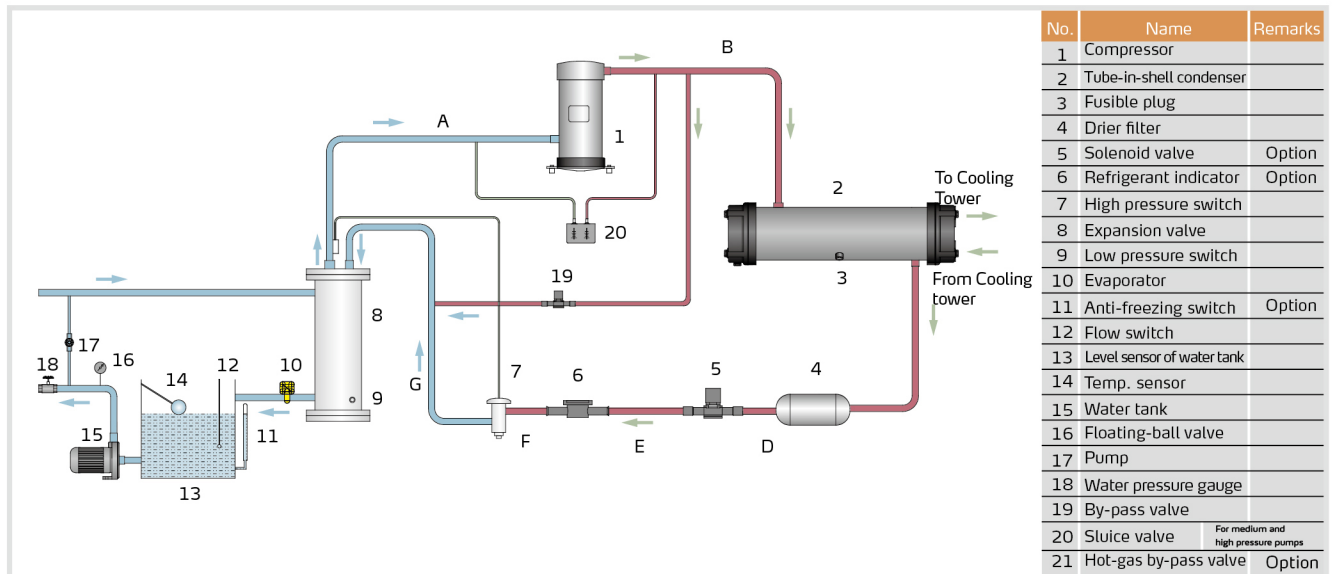 B
A
1
2
To Cooling
Tower
20
3
From Cooling
tower
19
8
17
16
18
12
10
14
7
6
5
4
G
9
15
11
F
E
D
13
No. Name Remarks
1 Compressor
2 Tube-in-shell condenser
3 Fusible plug
4 Drier filter
5 Solenoid valve Option
6 Refrigerant indicator Option
7 High pressure switch
8 Expansion valve
9 Low pressure switch
10 Evaporator
11 Anti-freezing switch Option
12 Flow switch
13 Level sensor of water tank
14 Temp. sensor
15 Water tank
16 Floating-ball valve
17 Pump
18 Water pressure gauge
19 By-pass valve
20 Sluice valve For medium and
high pressure pumps
21 Hot-gas by-pass valve Option